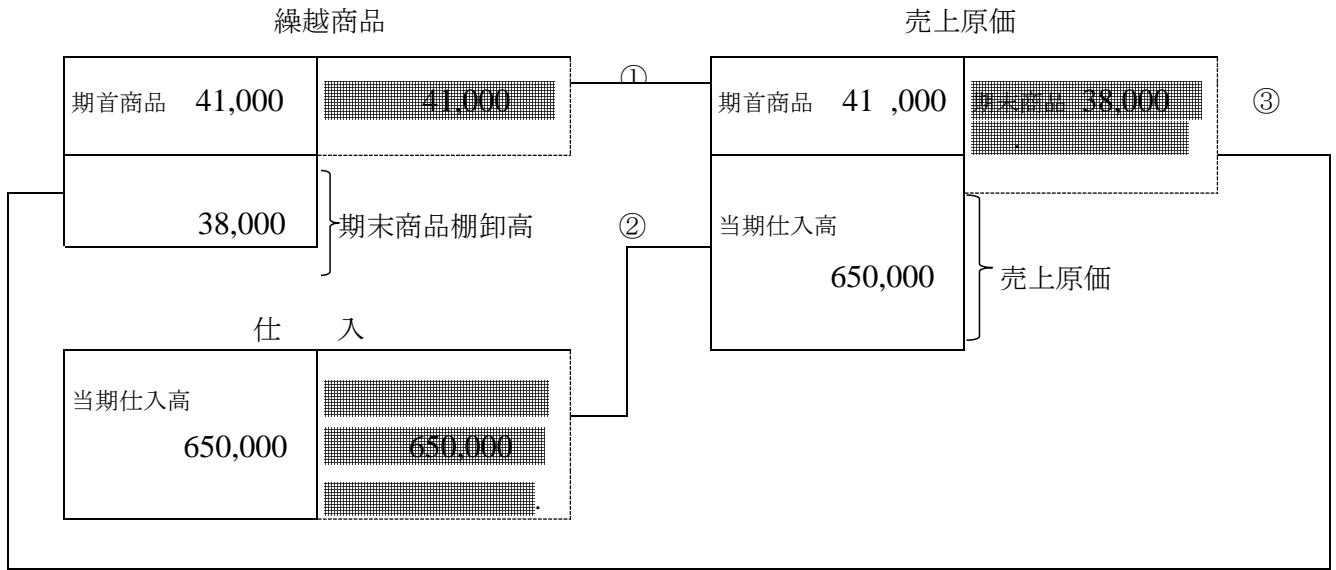 繰越商品
売上原価
期首商品 41,000
41,000
①
期首商品 41 ,000
期末商品 38,000
③
.
38,000
期末商品棚卸高
②
当期仕入高
650,000
売上原価
仕 入
当期仕入高
650,000
650,000
.